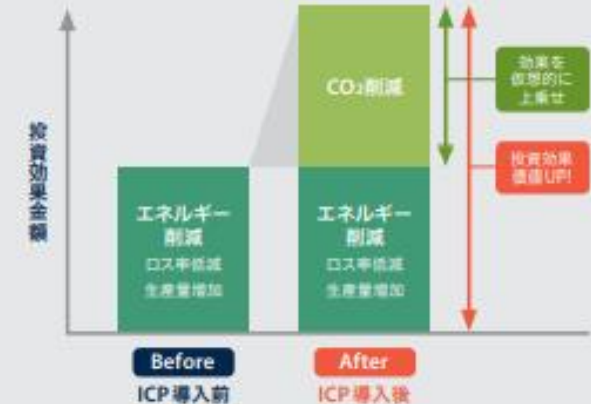 投資効果金額
CO₂削減
効果を
仮想的に
上乗せ
投資効果
価値UP!
エネルギー
削減
ロス率低減
生産量増加
エネルギー
削減
ロス率低減
生産量増加
Before
After
ICP導入前
ICP導入後